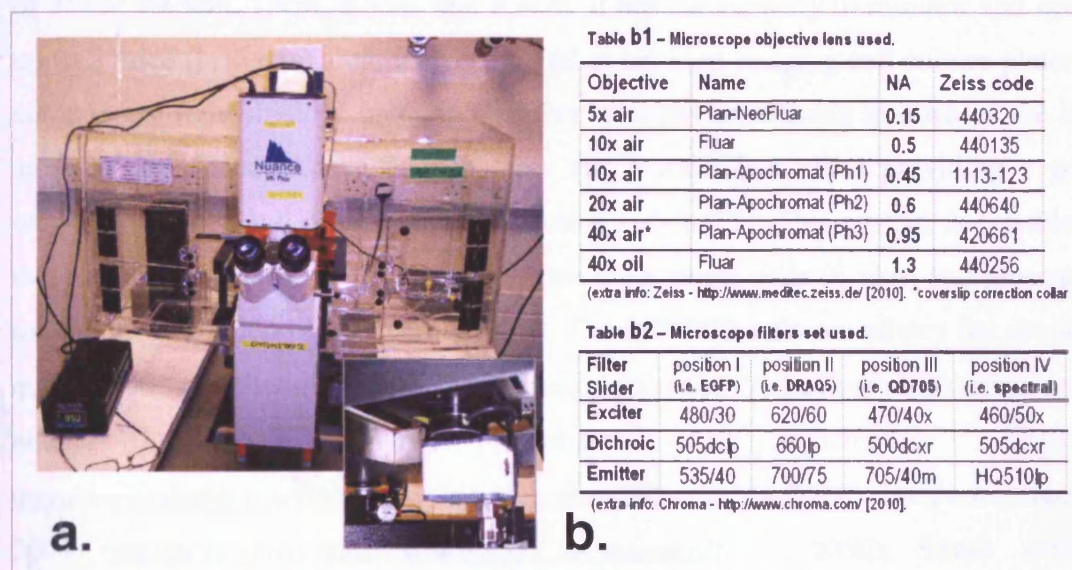 Nuance
a.
Table b1 – Microscope objective lens used.
Objective Name NA Zeiss code
5x air Plan-NeoFluar 0.15 440320
10x air Fluar 0.5 440135
10x air Plan-Apochromat (Ph1) 0.45 1113-123
20x air Plan-Apochromat (Ph2) 0.6 440640
40x air* Plan-Apochromat (Ph3) 0.95 420661
40x oil Fluar 1.3 440256
(extra info: Zeiss - http://www.meditec.zeiss.de/ [2010]. *coverslip correction collar
Table b2 – Microscope filters set used.
Filter position I position II position III position IV
Slider (i.e. EGFP) (i.e. DRAQ5) (i.e. QD705) (i.e. spectral)
Exciter 480/30 620/60 470/40x 460/50x
Dichroic 505dclp 660lp 500dcxr 505dcxr
Emitter 535/40 700/75 705/40m HQ510lp
(extra info: Chroma - http://www.chroma.com/ [2010].
b.